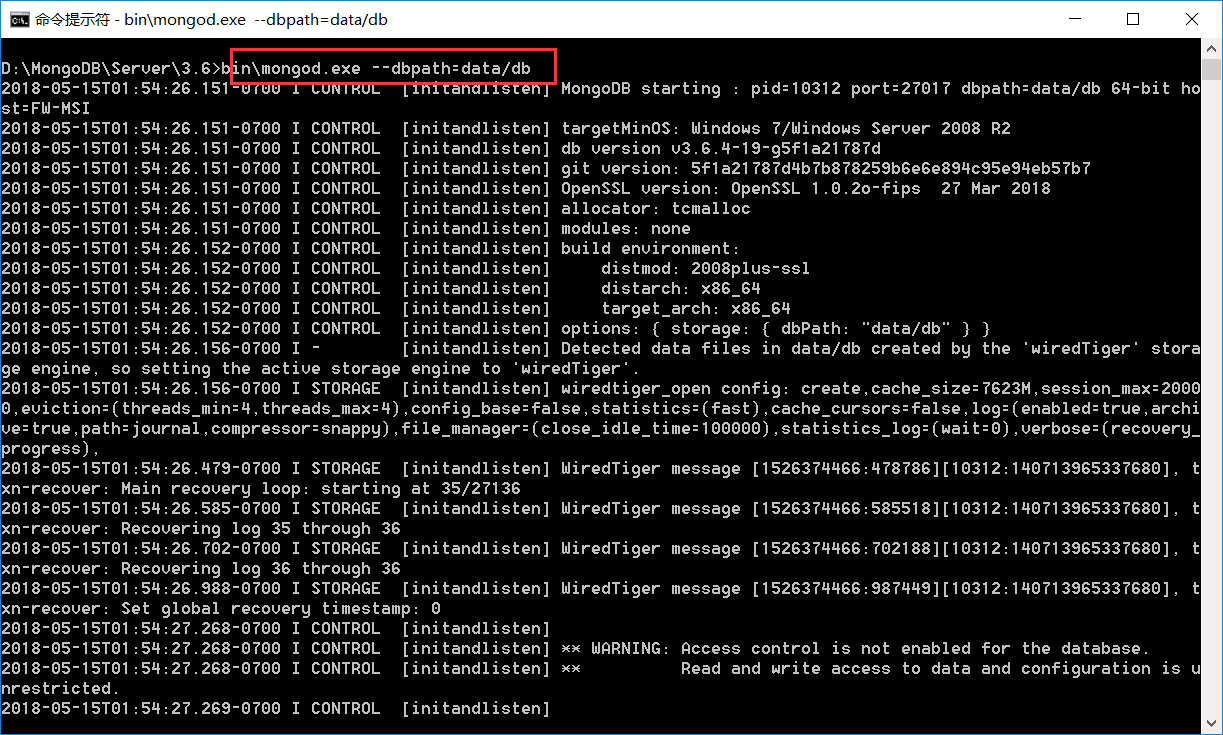 命令提示符 - bin\mongod.exe  --dbpath=data/db
D:\MongoDB\Server\3.6>bin\mongod.exe --dbpath=data/db
2018-05-15T01:54:26.151-0700 I CONTROL  [initandlisten] MongoDB starting : pid=10312 port=27017 dbpath=data/db 64-bit ho
st=FW-MSI
2018-05-15T01:54:26.151-0700 I CONTROL  [initandlisten] targetMinOS: Windows 7/Windows Server 2008 R2
2018-05-15T01:54:26.151-0700 I CONTROL  [initandlisten] db version v3.6.4-19-g5f1a21787d
2018-05-15T01:54:26.151-0700 I CONTROL  [initandlisten] git version: 5f1a21787d4b7b878259b6e6e894c95e94eb57b7
2018-05-15T01:54:26.151-0700 I CONTROL  [initandlisten] OpenSSL version: OpenSSL 1.0.2o-fips  27 Mar 2018
2018-05-15T01:54:26.151-0700 I CONTROL  [initandlisten] allocator: tcmalloc
2018-05-15T01:54:26.151-0700 I CONTROL  [initandlisten] modules: none
2018-05-15T01:54:26.152-0700 I CONTROL  [initandlisten] build environment:
2018-05-15T01:54:26.152-0700 I CONTROL  [initandlisten]     distmod: 2008plus-ssl
2018-05-15T01:54:26.152-0700 I CONTROL  [initandlisten]     distarch: x86_64
2018-05-15T01:54:26.152-0700 I CONTROL  [initandlisten]     target_arch: x86_64
2018-05-15T01:54:26.152-0700 I CONTROL  [initandlisten] options: { storage: { dbPath: "data/db" } }
2018-05-15T01:54:26.156-0700 I -        [initandlisten] Detected data files in data/db created by the 'wiredTiger' stora
ge engine, so setting the active storage engine to 'wiredTiger'.
2018-05-15T01:54:26.156-0700 I STORAGE  [initandlisten] wiredtiger_open config: create,cache_size=7623M,session_max=2000
0,eviction=(threads_min=4,threads_max=4),config_base=false,statistics=(fast),cache_cursors=false,log=(enabled=true,archi
ve=true,path=journal,compressor=snappy),file_manager=(close_idle_time=100000),statistics_log=(wait=0),verbose=(recovery_
progress),
2018-05-15T01:54:26.479-0700 I STORAGE  [initandlisten] WiredTiger message [1526374466:478786][10312:140713965337680], t
xn-recover: Main recovery loop: starting at 35/27136
2018-05-15T01:54:26.585-0700 I STORAGE  [initandlisten] WiredTiger message [1526374466:585518][10312:140713965337680], t
xn-recover: Recovering log 35 through 36
2018-05-15T01:54:26.702-0700 I STORAGE  [initandlisten] WiredTiger message [1526374466:702188][10312:140713965337680], t
xn-recover: Recovering log 36 through 36
2018-05-15T01:54:26.988-0700 I STORAGE  [initandlisten] WiredTiger message [1526374466:987449][10312:140713965337680], t
xn-recover: Set global recovery timestamp: 0
2018-05-15T01:54:27.268-0700 I CONTROL  [initandlisten]
2018-05-15T01:54:27.268-0700 I CONTROL  [initandlisten] ** WARNING: Access control is not enabled for the database.
2018-05-15T01:54:27.268-0700 I CONTROL  [initandlisten] **          Read and write access to data and configuration is u
nrestricted.
2018-05-15T01:54:27.269-0700 I CONTROL  [initandlisten]